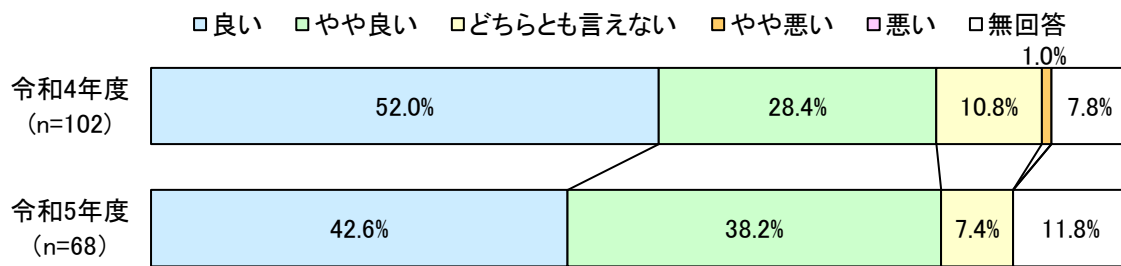 良い やや良い どちらとも言えない やや悪い 悪い 無回答
1.0%
令和4年度
(n=102)
52.0% 28.4% 10.8% 7.8%
令和5年度
(n=68)
42.6% 38.2% 7.4% 11.8%